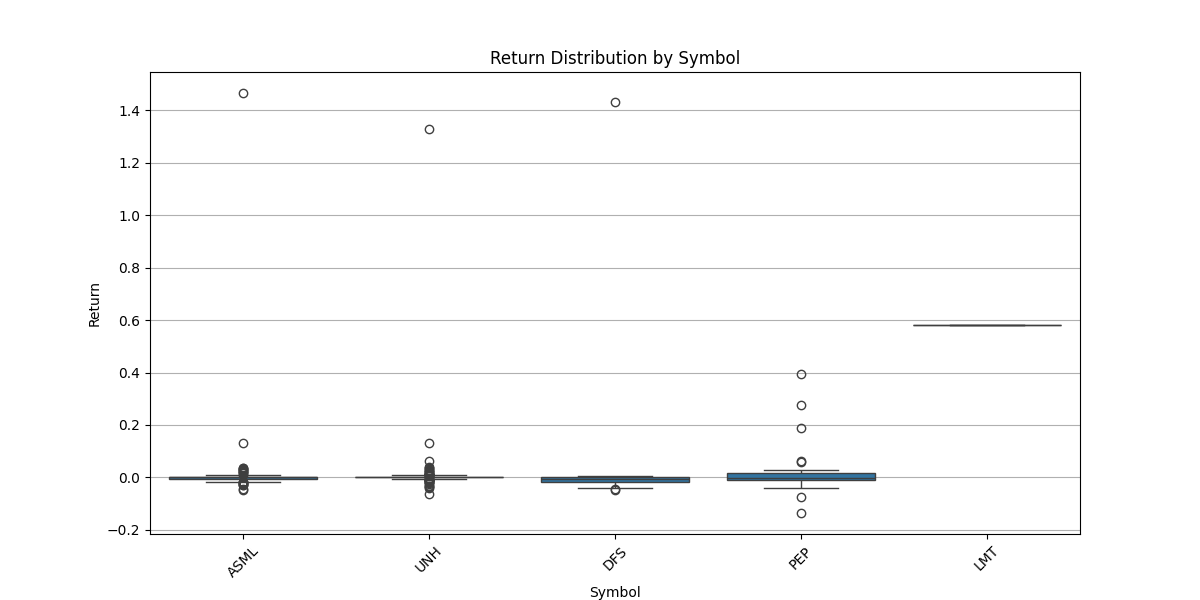 Return Distribution by Symbol
1.4
1.2
1.0
0.8
0.6
0.4
0.2
0.0
−0.2
Return
ASML
UNH
DFS
PEP
LMT
Symbol